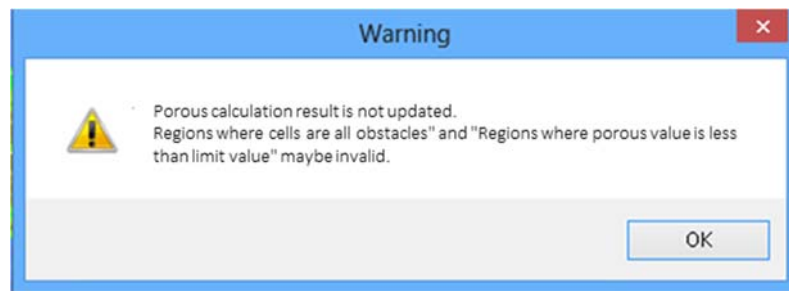 Warning
Porous calculation result is not updated.
Regions where cells are all obstacles" and "Regions where porous value is less
than limit value" maybe invalid.
OK